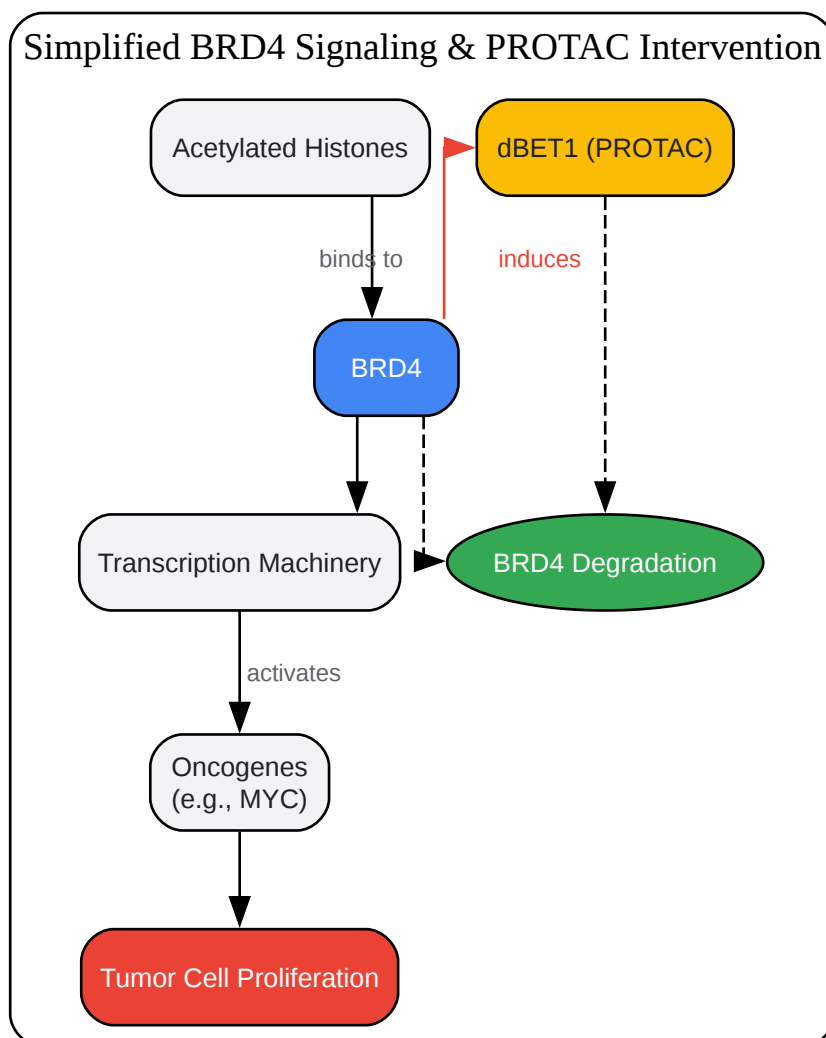 Simplified BRD4 Signaling & PROTAC Intervention
Acetylated Histones
dBET1 (PROTAC)
binds to
induces
BRD4
Transcription Machinery
BRD4 Degradation
activates
Oncogenes
(e.g., MYC)
Tumor Cell Proliferation